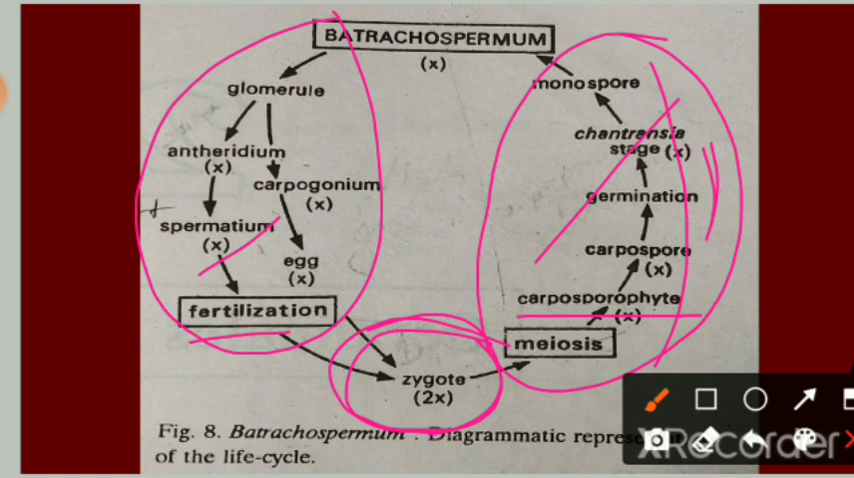 BATRACHOSPERMUM
(x)
glomerule
antheridium
(x)
carpogonium
(x)
spermatium
(x)
egg
(x)
fertilization
zygote
(2x)
meiosis
carposporophyte
(x)
carpospore
(x)
germination
chantransia
stage (x)
monospore
Fig. 8. Batrachospermum . Diagrammatic
of the life-cycle.
XRecorder